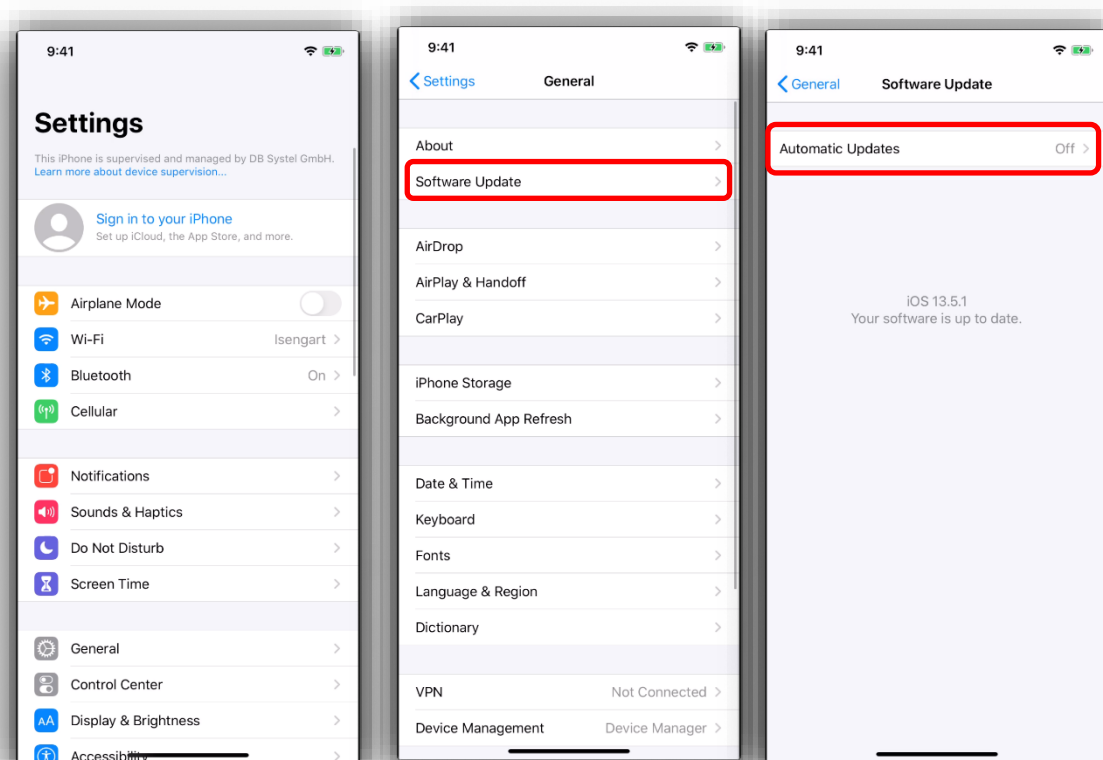 9:41
Settings
This iPhone is supervised and managed by DB Systel GmbH.
Learn more about device supervision...
Sign in to your iPhone
Set up iCloud, the App Store, and more.
Airplane Mode
Wi-Fi Isengart
Bluetooth On
Cellular
Notifications
Sounds & Haptics
Do Not Disturb
Screen Time
General
Control Center
AA Display & Brightness
Accessibility
9:41
Settings General
About
Software Update
AirDrop
AirPlay & Handoff
CarPlay
iPhone Storage
Background App Refresh
Date & Time
Keyboard
Fonts
Language & Region
Dictionary
VPN Not Connected
Device Management Device Manager
9:41
General Software Update
Automatic Updates Off
iOS 13.5.1
Your software is up to date.